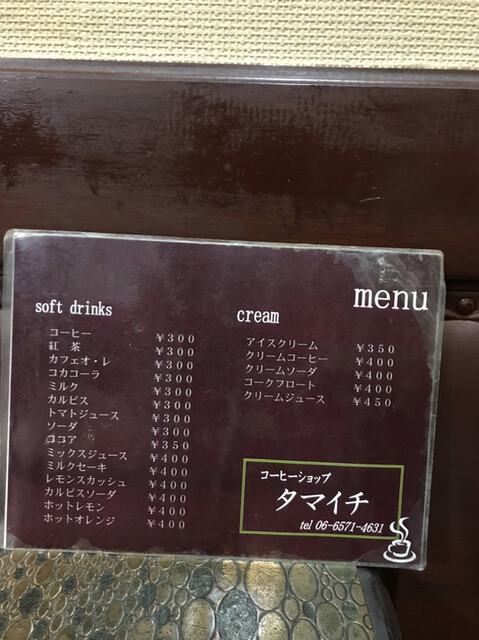 menu
soft drinks
コーヒー ￥300
紅 茶 ￥300
カフェオ・レ ￥300
コカコーラ ￥300
ミルク ￥300
カルピス ￥300
トマトジュース ￥300
ソーダ ￥300
ココア ￥350
ミックスジュース ￥400
ミルクセーキ ￥400
レモンスカッシュ ￥400
カルピスソーダ ￥400
ホットレモン ￥400
ホットオレンジ ￥400
cream
アイスクリーム ￥350
クリームコーヒー ￥400
クリームソーダ ￥400
コークフロート ￥400
クリームジュース ￥450
コーヒーショップ
タマイチ
tel 06-6571-4631